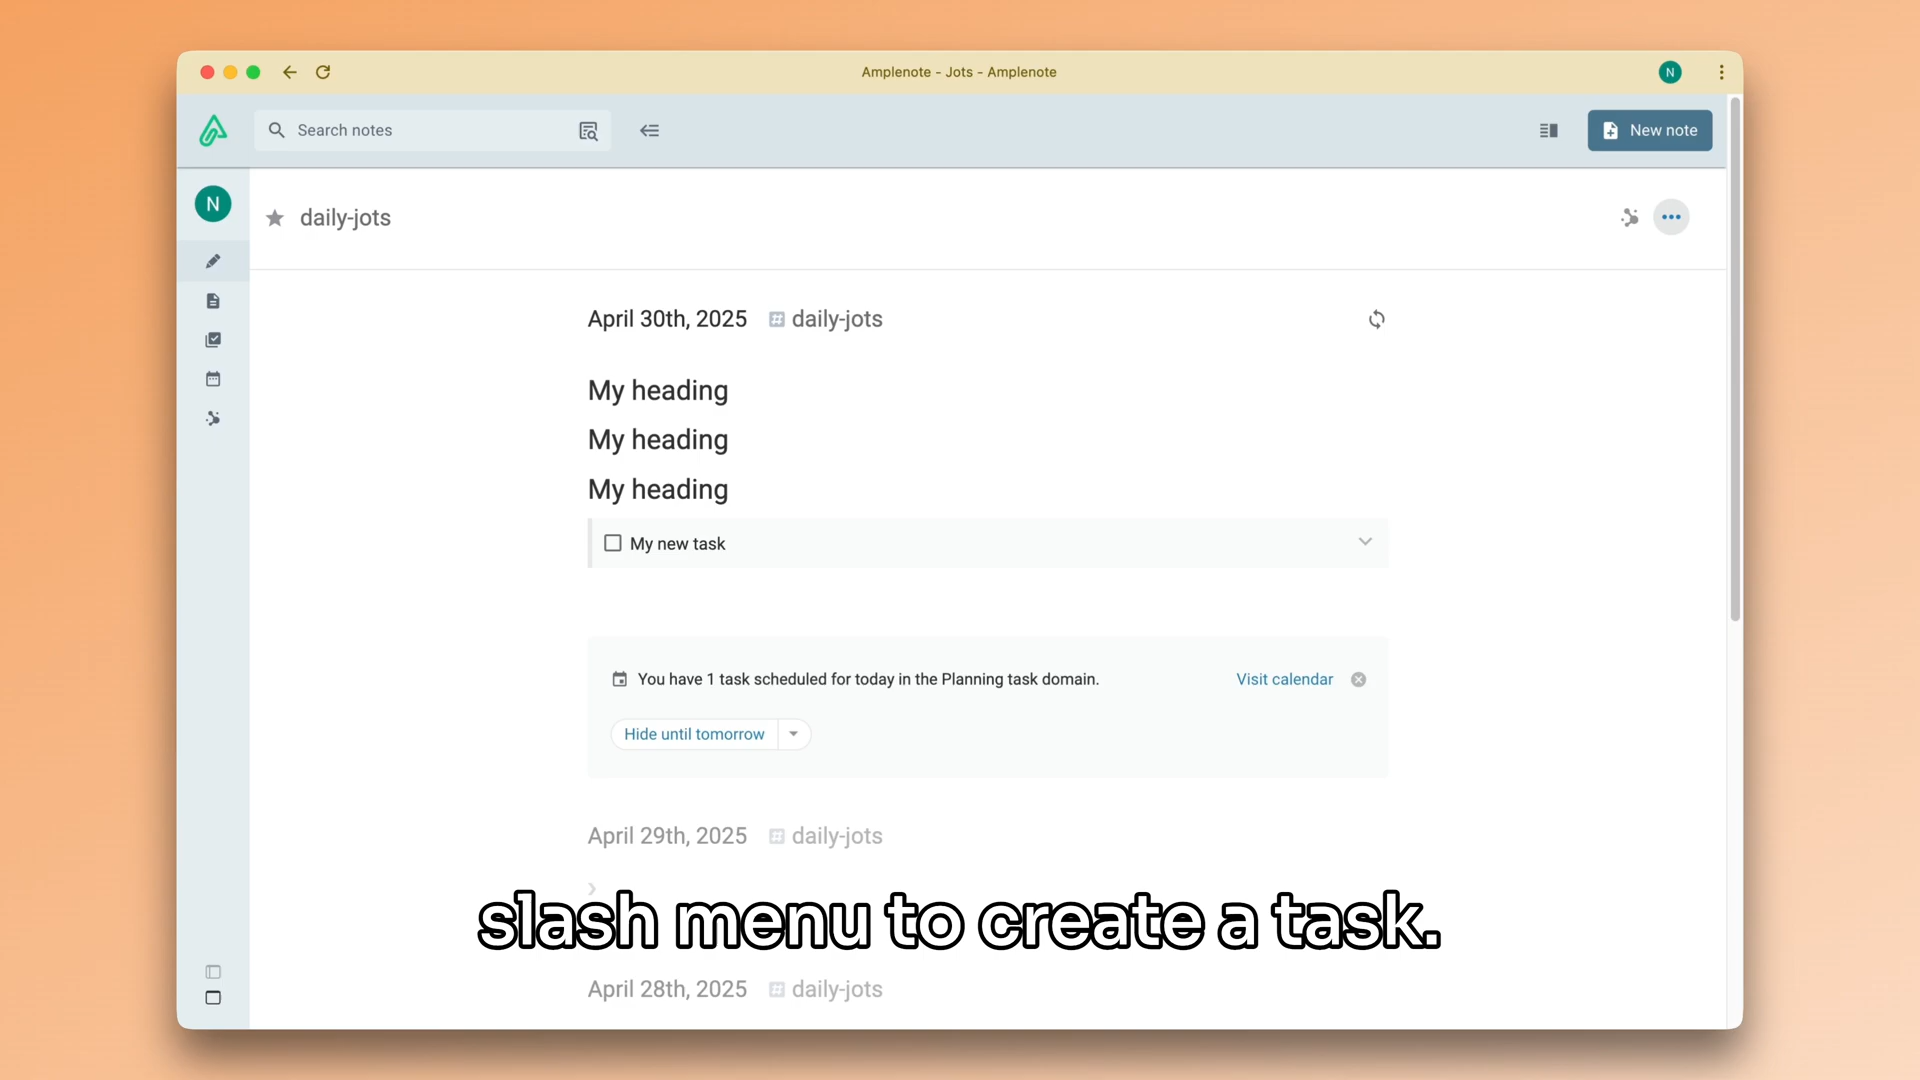 Amplenote - Jots - Amplenote
N
Search notes
New note
N
daily-jots
April 30th, 2025 daily-jots
My heading
My heading
My heading
My new task
You have 1 task scheduled for today in the Planning task domain.
Visit calendar
Hide until tomorrow
April 29th, 2025 daily-jots
slash menu to create a task.
April 28th, 2025 daily-jots